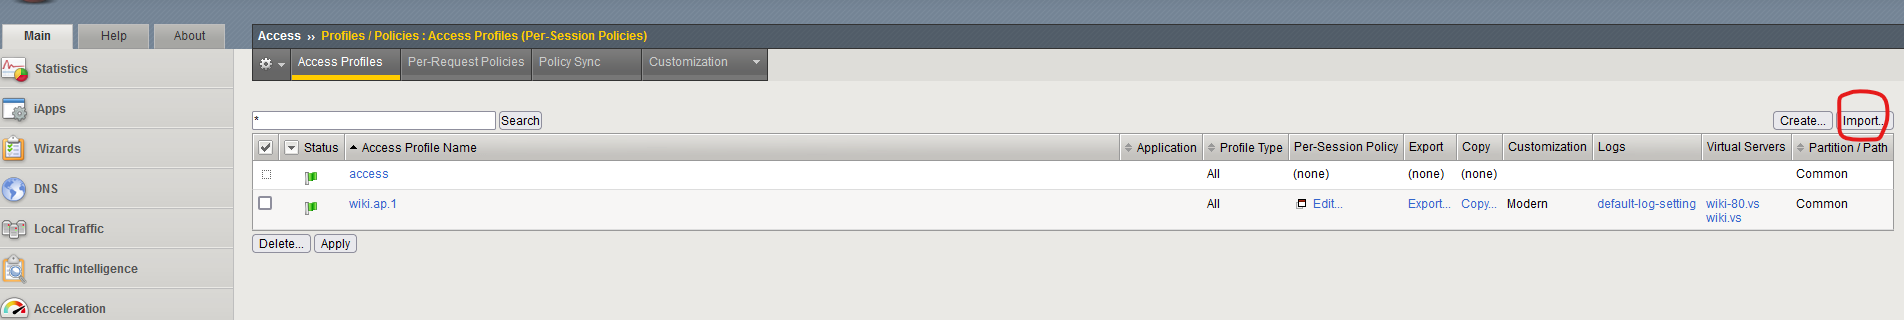 Main Help About
Access ›› Profiles / Policies : Access Profiles (Per-Session Policies)
Access Profiles Per-Request Policies Policy Sync Customization
Statistics
iApps
Wizards
DNS
Local Traffic
Traffic Intelligence
Acceleration
* Search Create... Import...
Status Access Profile Name Application Profile Type Per-Session Policy Export Copy Customization Logs Virtual Servers Partition / Path
access All (none) (none) (none) Common
wiki.ap.1 All Edit... Export... Copy... Modern default-log-setting wiki-80.vs Common
wiki.vs
Delete... Apply